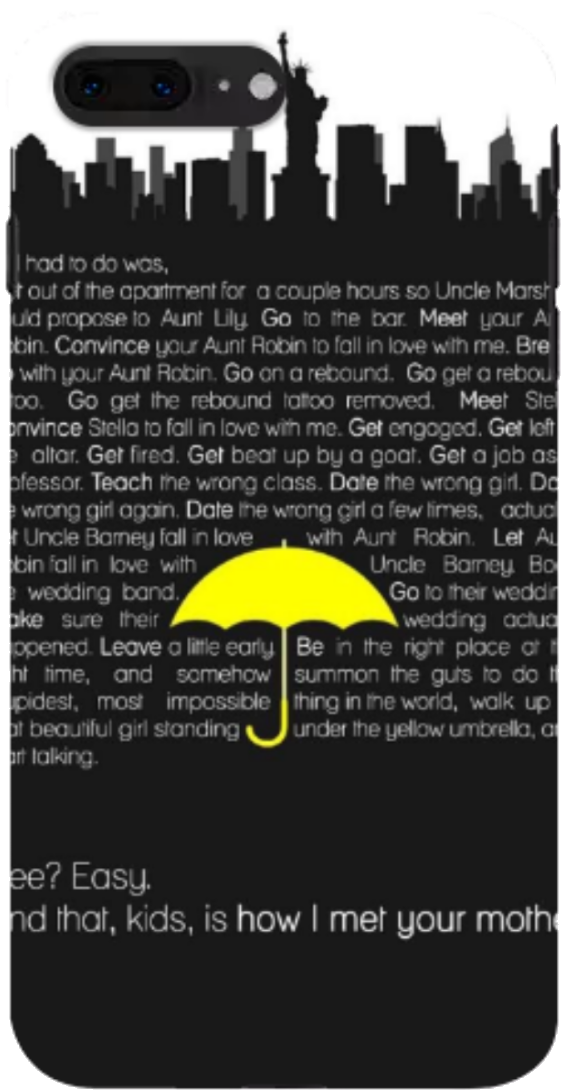 l had to do was,
t out of the apartment for a couple hours so Uncle Marsh
uld propose to Aunt Lily. Go to the bar. Meet your Au
bin. Convince your Aunt Robin to fall in love with me. Bre
with your Aunt Robin. Go on a rebound. Go get a rebou
too. Go get the rebound tattoo removed. Meet Stel
nvince Stella to fall in love with me. Get engaged. Get left
e altar. Get fired. Get beat up by a goat. Get a job as
ofessor. Teach the wrong class. Date the wrong girl. Da
e wrong girl again. Date the wrong girl a few times, actual
t Uncle Barney fall in love with Aunt Robin. Let Au
bin fall in love with Uncle Barney. Boo
e wedding band. Go to their weddin
ake sure their wedding actua
ppened. Leave a little early. Be in the right place at t
ht time, and somehow summon the guts to do t
upidest, most impossible thing in the world, walk up
at beautiful girl standing under the yellow umbrella, a
art talking.
ee? Easy.
nd that, kids, is how I met your mothe